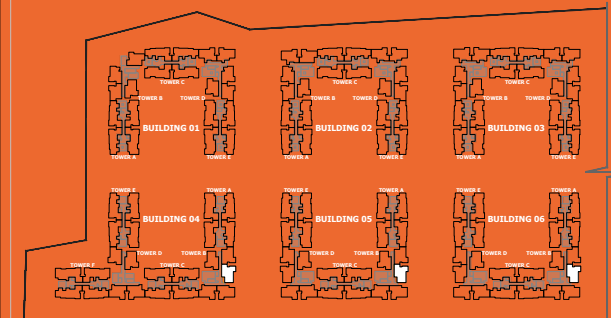 TOWER C TOWER C TOWER C
TOWER B TOWER D TOWER B TOWER D TOWER B TOWER D
BUILDING 01 BUILDING 02 BUILDING 03
TOWER A TOWER E TOWER A TOWER E TOWER A TOWER E
TOWER E TOWER A TOWER E TOWER A TOWER E TOWER A
BUILDING 04 BUILDING 05 BUILDING 06
TOWER D TOWER B TOWER D TOWER B TOWER D TOWER B
TOWER F TOWER C TOWER C TOWER C